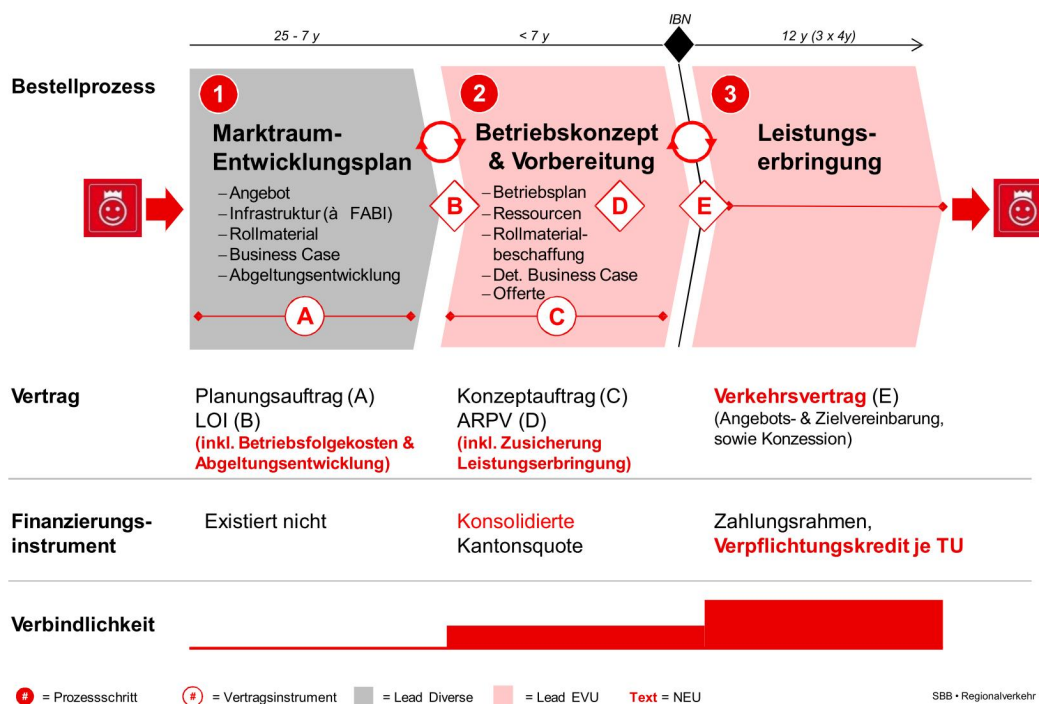 IBN
25 - 7 y
< 7 y
12 y (3 x 4y)
Bestellprozess
1
Marktraum-
Entwicklungsplan
– Angebot
– Infrastruktur (à FABI)
– Rollmaterial
– Business Case
– Abgeltungsentwicklung
A
B
2
Betriebskonzept
& Vorbereitung
– Betriebsplan
– Ressourcen
– Rollmaterial-
beschaffung
– Det. Business Case
– Offerte
D
C
3
Leistungs-
erbringung
E
Vertrag
Planungsauftrag (A)
LOI (B)
(inkl. Betriebsfolgekosten &
Abgeltungsentwicklung)
Konzeptauftrag (C)
ARPV (D)
(inkl. Zusicherung
Leistungserbringung)
Verkehrsvertrag (E)
(Angebots- & Zielvereinbarung,
sowie Konzession)
Finanzierungs-
instrument
Existiert nicht
Konsolidierte
Kantonsquote
Zahlungsrahmen,
Verpflichtungskredit je TU
Verbindlichkeit
# = Prozessschritt
# = Vertragsinstrument
= Lead Diverse
= Lead EVU
Text = NEU
SBB • Regionalverkehr